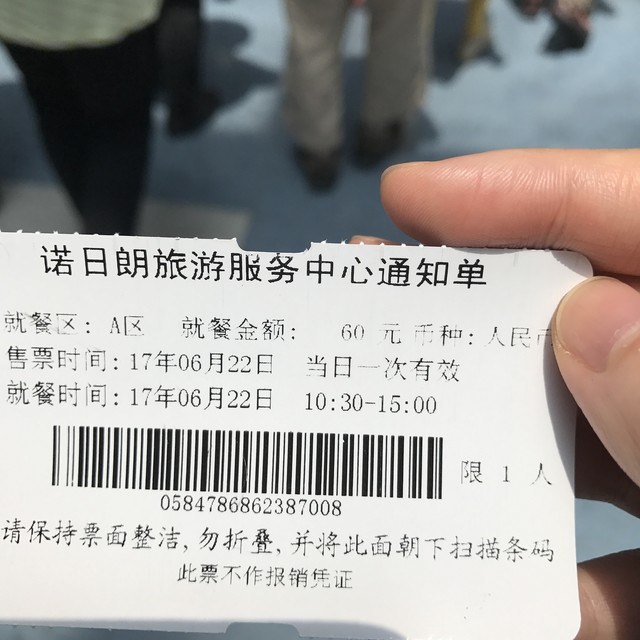 诺日朗旅游服务中心通知单
就餐区: A区 就餐金额: 60 元 币种: 人民币
售票时间: 17年06月22日 当日一次有效
就餐时间: 17年06月22日 10:30-15:00
限 1 人
0584786862387008
请保持票面整洁, 勿折叠, 并将此面朝下扫描条码
此票不作报销凭证